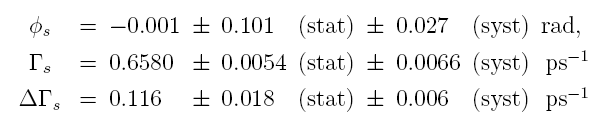 ϕₛ = −0.001 ± 0.101 (stat) ± 0.027 (syst) rad,
Γₛ = 0.6580 ± 0.0054 (stat) ± 0.0066 (syst) ps⁻¹
ΔΓₛ = 0.116 ± 0.018 (stat) ± 0.006 (syst) ps⁻¹